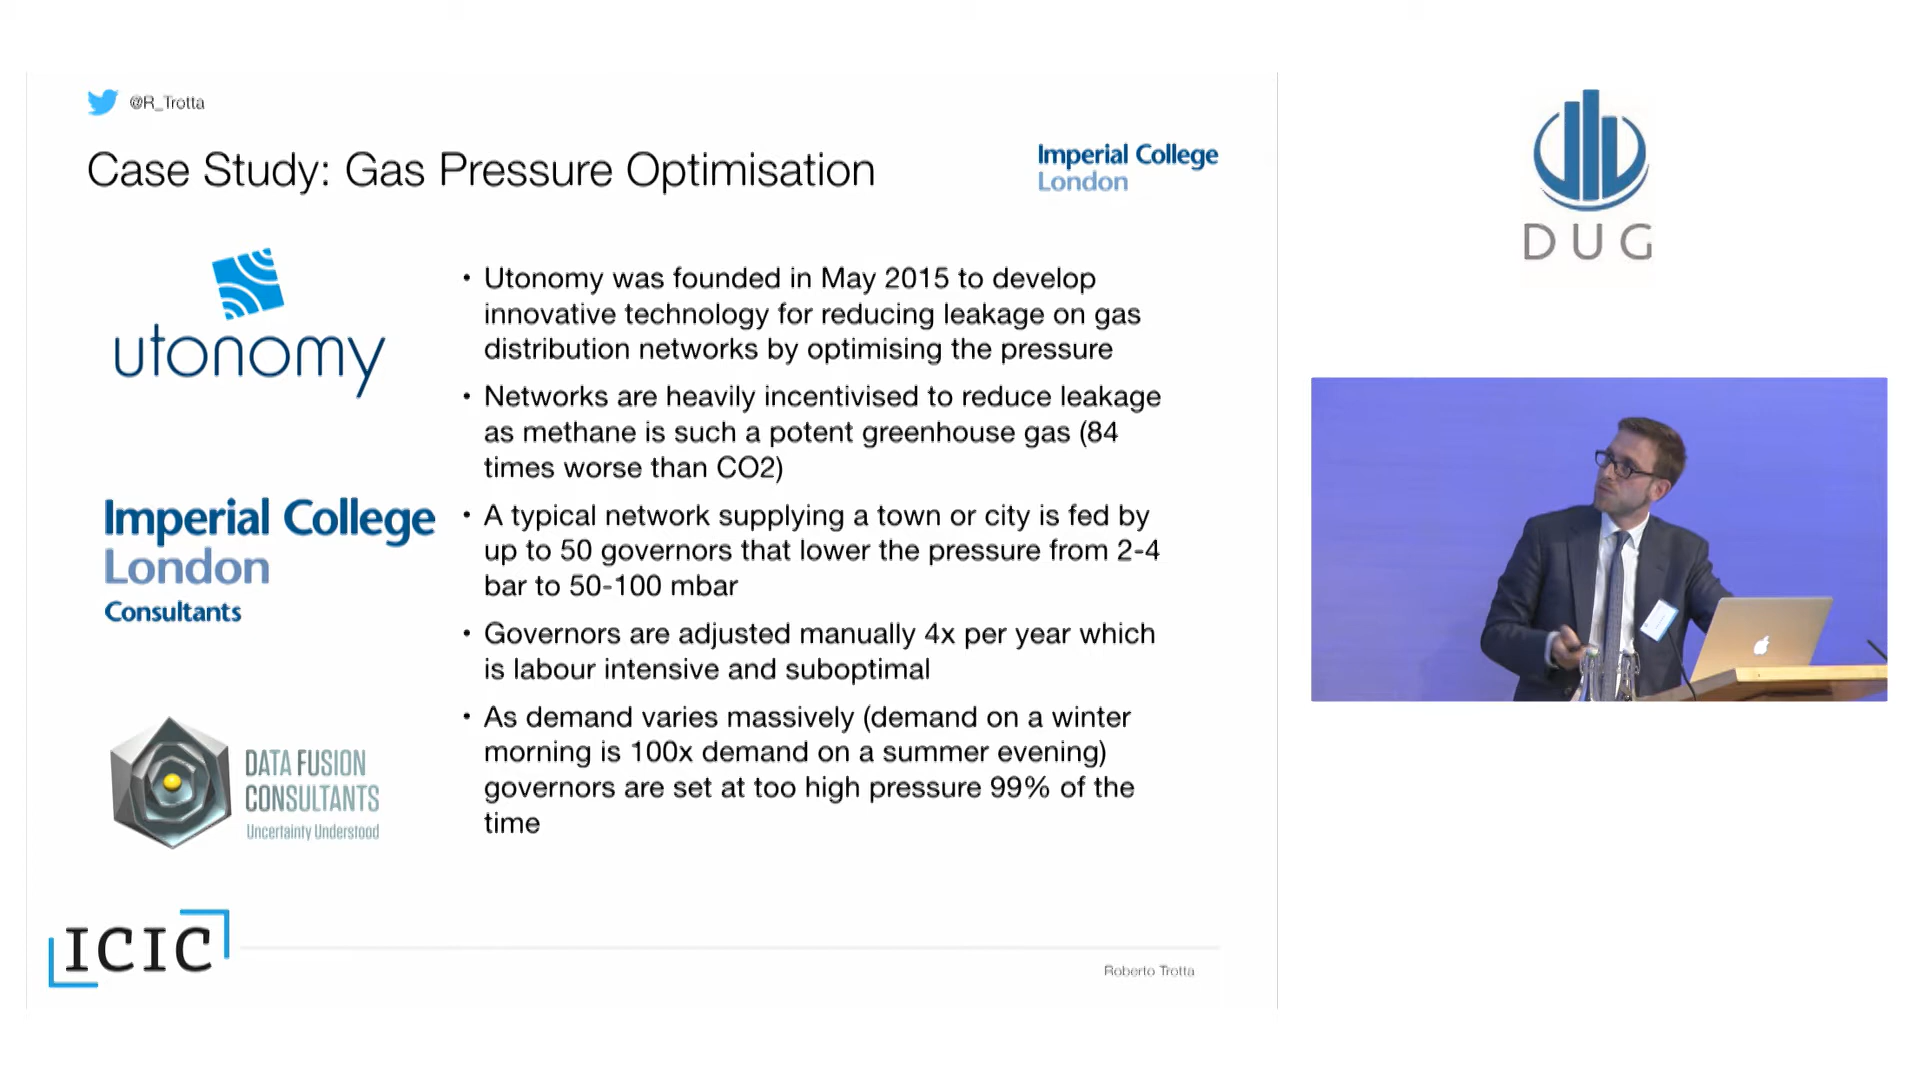 @R_Trotta
Case Study: Gas Pressure Optimisation
Imperial College
London
utonomy
• Utonomy was founded in May 2015 to develop
innovative technology for reducing leakage on gas
distribution networks by optimising the pressure
• Networks are heavily incentivised to reduce leakage
as methane is such a potent greenhouse gas (84
times worse than CO2)
Imperial College
London
Consultants
• A typical network supplying a town or city is fed by
up to 50 governors that lower the pressure from 2-4
bar to 50-100 mbar
• Governors are adjusted manually 4x per year which
is labour intensive and suboptimal
• As demand varies massively (demand on a winter
morning is 100x demand on a summer evening)
governors are set at too high pressure 99% of the
time
DATA FUSION
CONSULTANTS
Uncertainty Understood
ICIC
Roberto Trotta
DUG